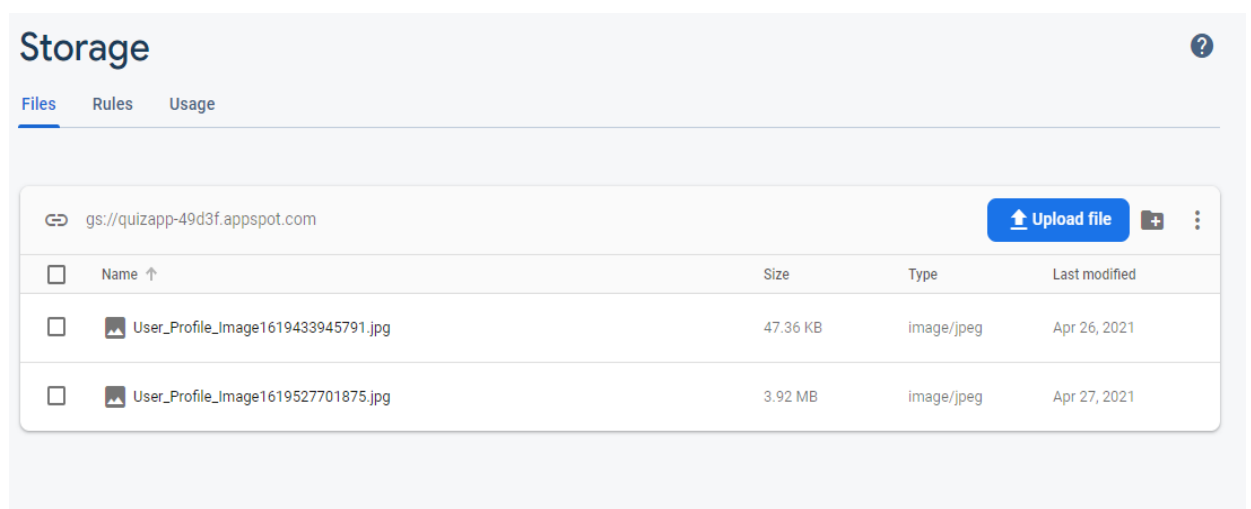 Storage
Files Rules Usage
gs://quizapp-49d3f.appspot.com Upload file
Name Size Type Last modified
User_Profile_Image1619433945791.jpg 47.36 KB image/jpeg Apr 26, 2021
User_Profile_Image1619527701875.jpg 3.92 MB image/jpeg Apr 27, 2021